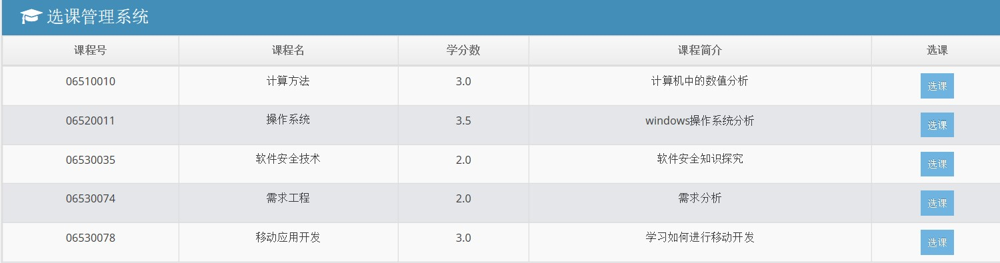 选课管理系统
课程号 课程名 学分数 课程简介 选课
06510010 计算方法 3.0 计算机中的数值分析 选课
06520011 操作系统 3.5 windows操作系统分析 选课
06530035 软件安全技术 2.0 软件安全知识探究 选课
06530074 需求工程 2.0 需求分析 选课
06530078 移动应用开发 3.0 学习如何进行移动开发 选课